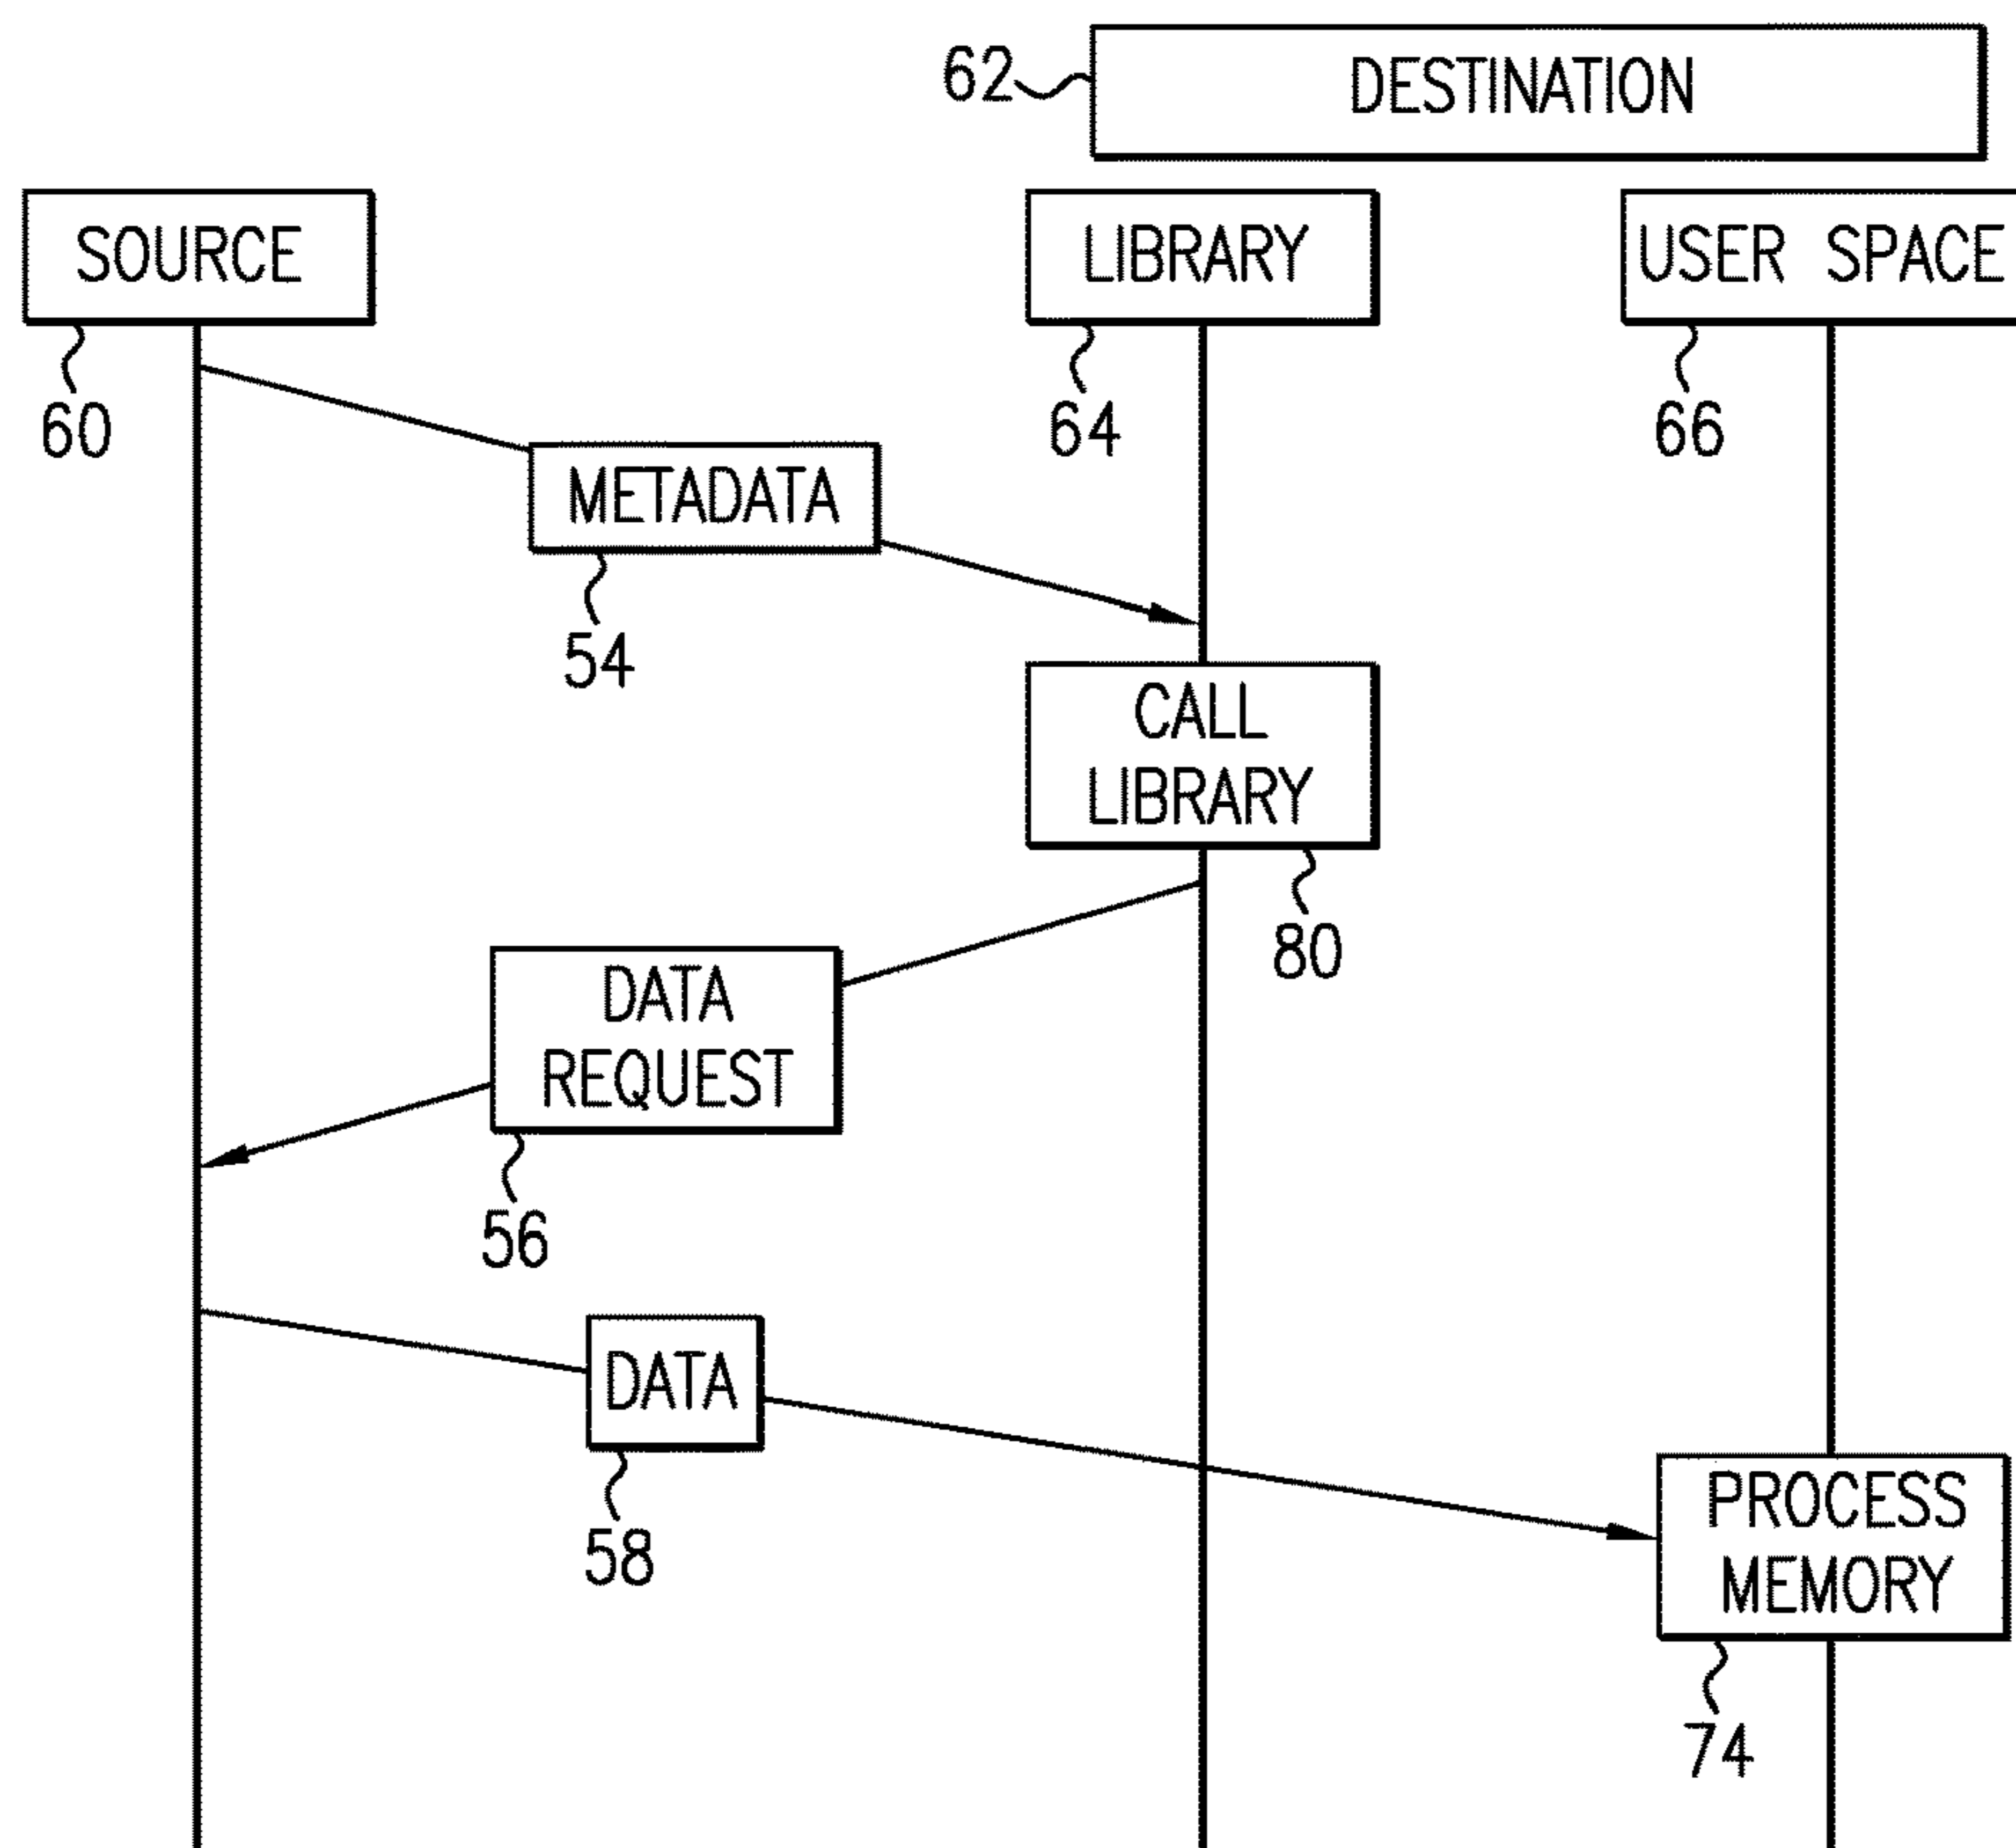 62
DESTINATION
SOURCE
LIBRARY
USER SPACE
60
64
66
METADATA
54
CALL
LIBRARY
80
DATA
REQUEST
56
DATA
58
PROCESS
MEMORY
74